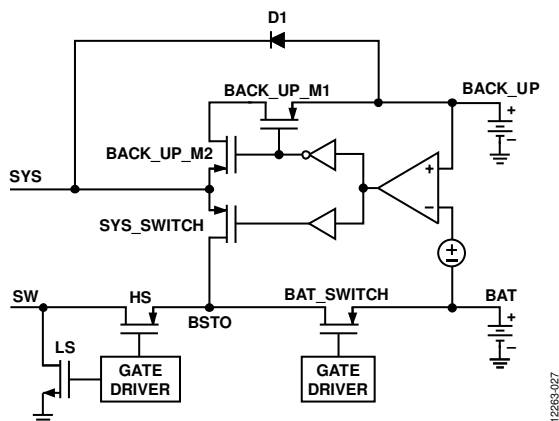 D1
BACK_UP_M1
BACK_UP
+
–
BACK_UP_M2
SYS
+
–
SYS_SWITCH
±
SW
HS
BSTO
BAT_SWITCH
BAT
+
–
LS
GATE
DRIVER
GATE
DRIVER
12263-027